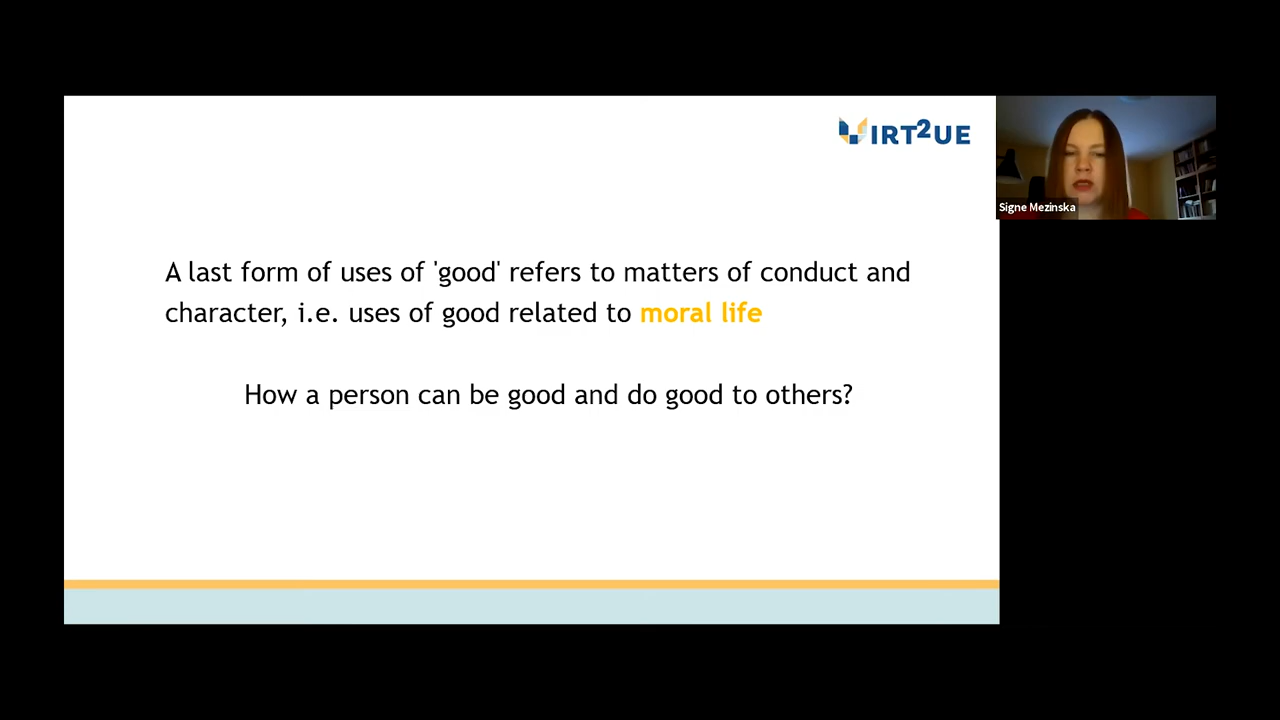 VIRT2UE
Signe Mezinska
A last form of uses of 'good' refers to matters of conduct and
character, i.e. uses of good related to moral life
How a person can be good and do good to others?